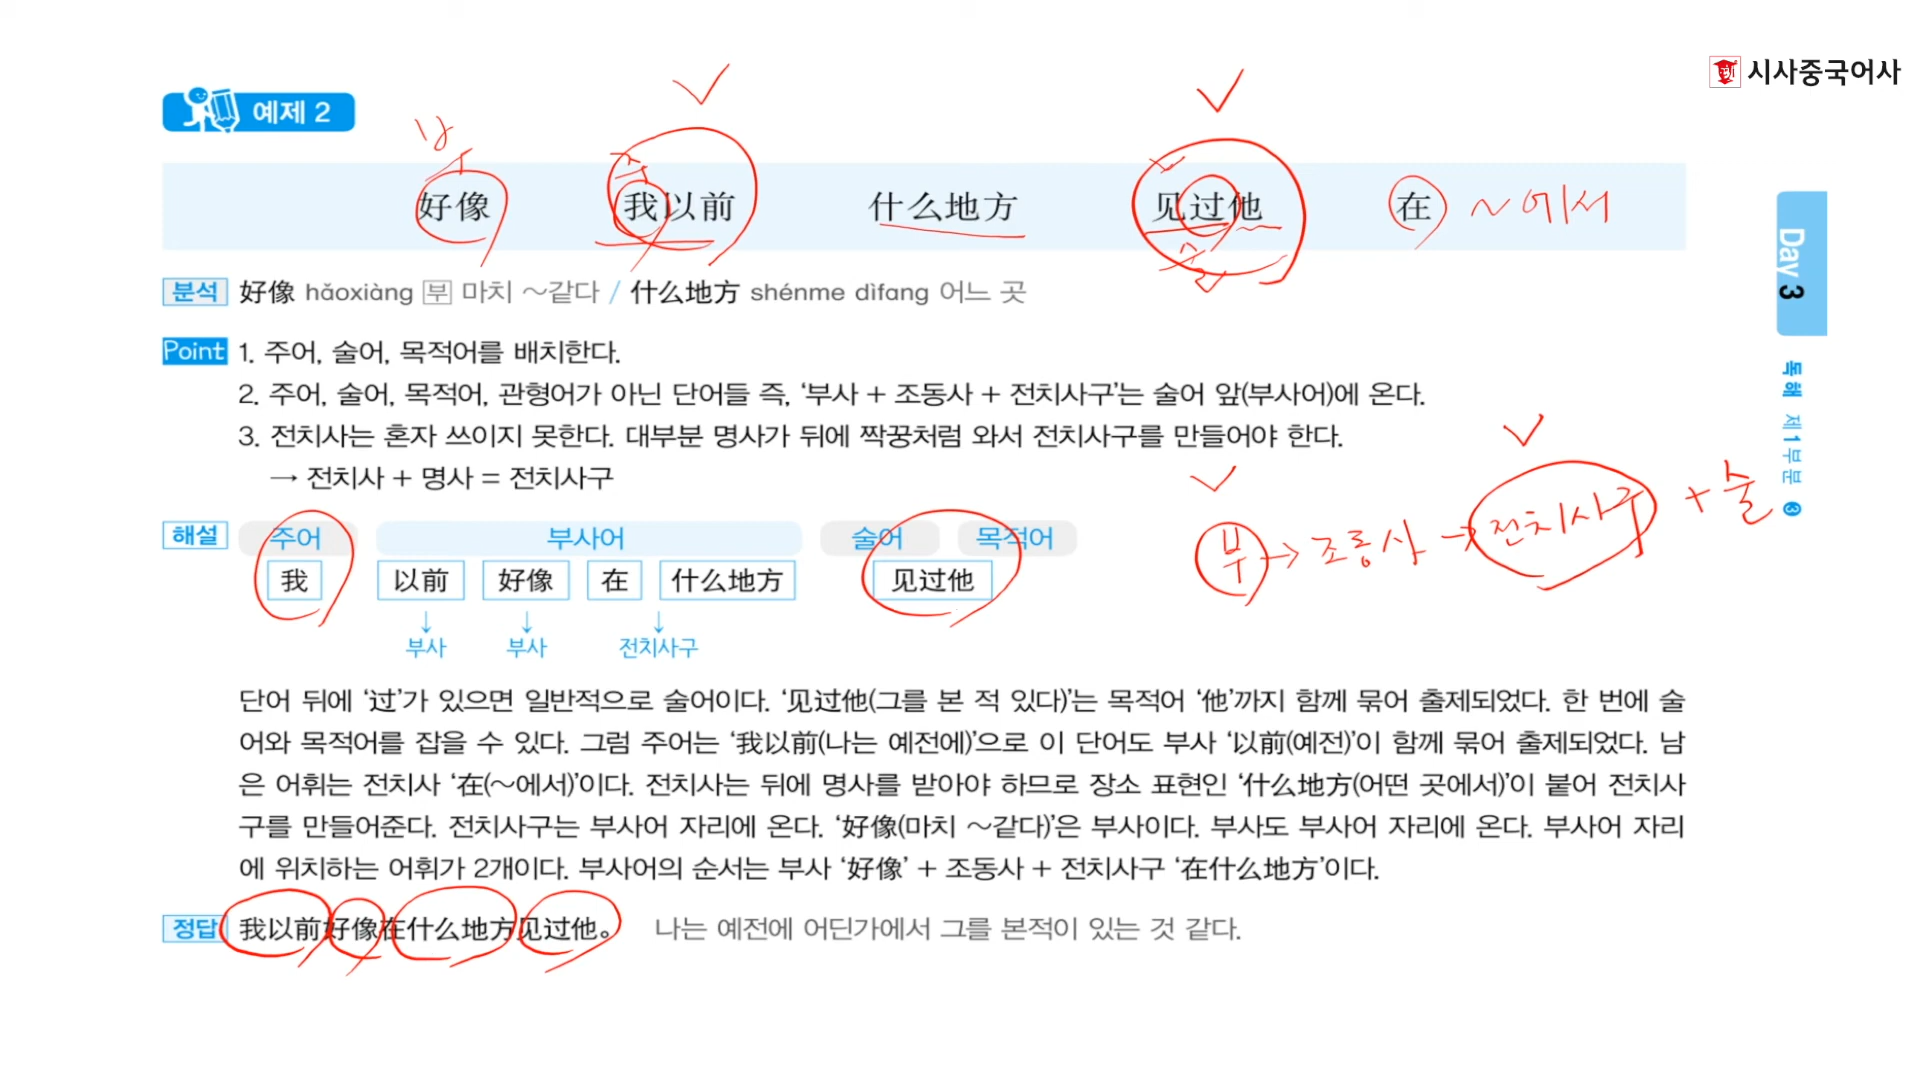 시사중국어사
예제 2
부
주
동
好像 我以前 什么地方 见过他 在 ~에서
술
분석 好像 hǎoxiàng 부 마치 ~같다 / 什么地方 shénme dìfang 어느 곳
Point 1. 주어, 술어, 목적어를 배치한다.
2. 주어, 술어, 목적어, 관형어가 아닌 단어들 즉, ‘부사 + 조동사 + 전치사구’는 술어 앞(부사어)에 온다.
3. 전치사는 혼자 쓰이지 못한다. 대부분 명사가 뒤에 짝꿍처럼 와서 전치사구를 만들어야 한다.
→ 전치사 + 명사 = 전치사구
부 → 조동사 → 전치사구 + 술
해설 주어 부사어 술어 목적어
我 以前 好像 在 什么地方 见过他
↓ ↓ ↓
부사 부사 전치사구
단어 뒤에 ‘过’가 있으면 일반적으로 술어이다. ‘见过他(그를 본 적 있다)’는 목적어 ‘他’까지 함께 묶어 출제되었다. 한 번에 술
어와 목적어를 잡을 수 있다. 그럼 주어는 ‘我以前(나는 예전에)’으로 이 단어도 부사 ‘以前(예전)’이 함께 묶어 출제되었다. 남
은 어휘는 전치사 ‘在(~에서)’이다. 전치사는 뒤에 명사를 받아야 하므로 장소 표현인 ‘什么地方(어떤 곳에서)’이 붙어 전치사
구를 만들어준다. 전치사구는 부사어 자리에 온다. ‘好像(마치 ~같다)’은 부사이다. 부사도 부사어 자리에 온다. 부사어 자리
에 위치하는 어휘가 2개이다. 부사어의 순서는 부사 ‘好像’ + 조동사 + 전치사구 ‘在什么地方’이다.
정답 我以前好像在什么地方见过他。 나는 예전에 어딘가에서 그를 본적이 있는 것 같다.
Day 3
독해 제1부분 3